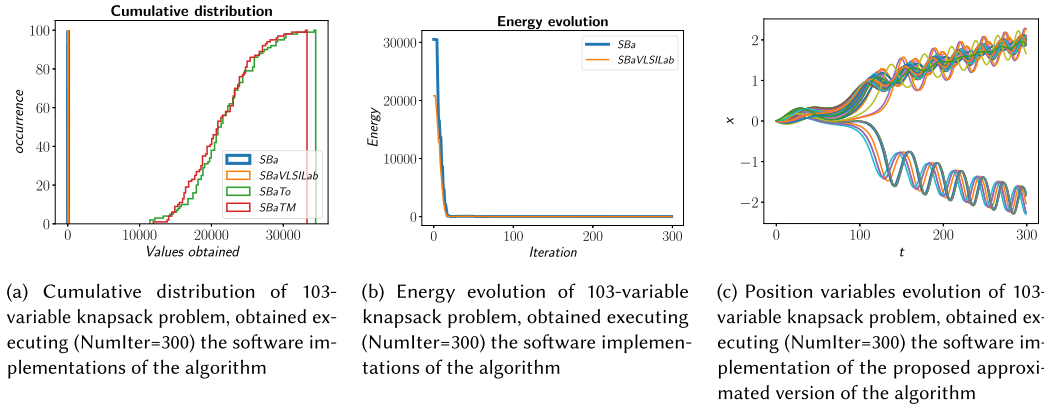 Cumulative distribution
100
80
60
40
20
0
occurrence
0 10000 20000 30000
Values obtained
SBa
SBaVLSILab
SBaTo
SBaTM
Energy evolution
30000
20000
10000
0
Energy
0 100 200 300
Iteration
SBa
SBaVLSILab
2
1
0
−1
−2
x
0 100 200 300
t
(a) Cumulative distribution of 103-
variable knapsack problem, obtained ex-
ecuting (NumIter=300) the software im-
plementations of the algorithm
(b) Energy evolution of 103-variable
knapsack problem, obtained executing
(NumIter=300) the software implemen-
tations of the algorithm
(c) Position variables evolution of 103-
variable knapsack problem, obtained ex-
ecuting (NumIter=300) the software im-
plementation of the proposed approxi-
mated version of the algorithm